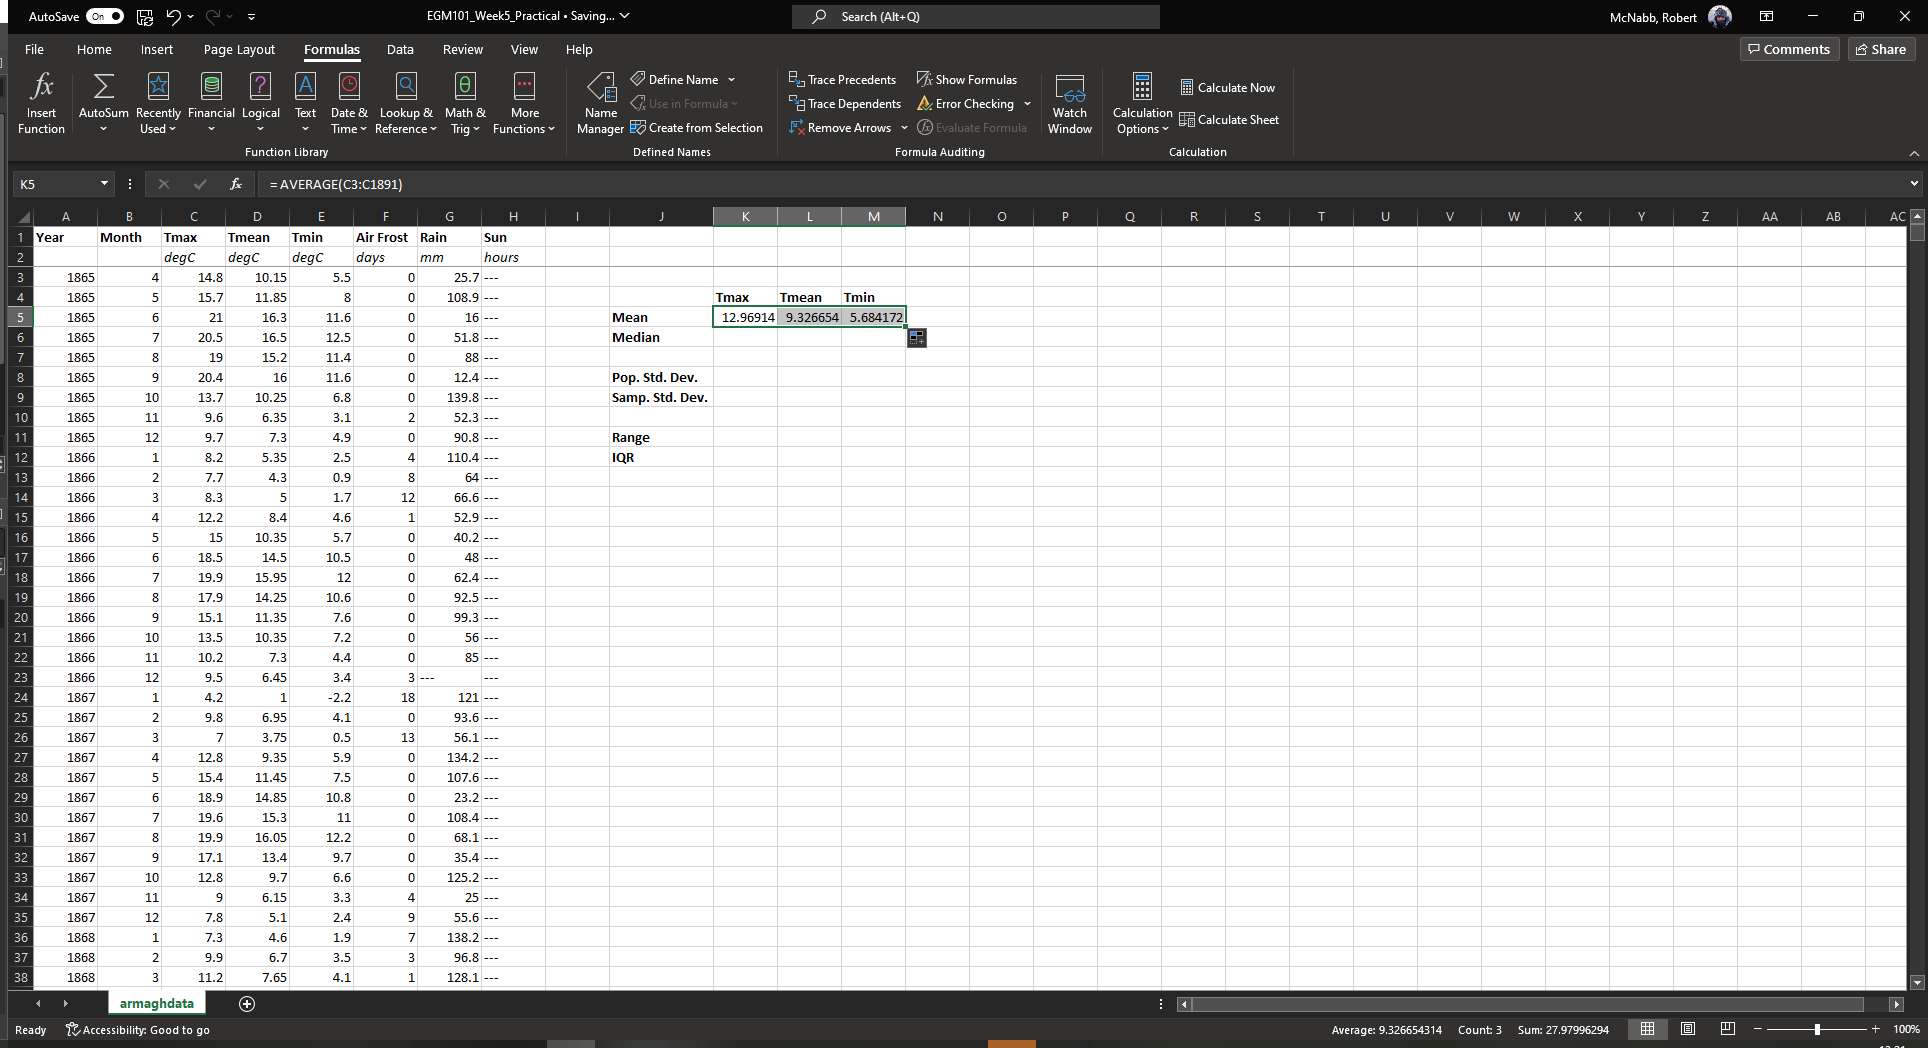 AutoSave On EGM101_Week5_Practical • Saving... Search (Alt+Q) McNabb, Robert
File Home Insert Page Layout Formulas Data Review View Help Comments Share
fx Insert Function
AutoSum
Recently Used
Financial
Logical
Text
Date & Time
Lookup & Reference
Math & Trig
More Functions
Function Library
Name Manager
Define Name
Use in Formula
Create from Selection
Defined Names
Trace Precedents
Trace Dependents
Remove Arrows
Show Formulas
Error Checking
Evaluate Formula
Formula Auditing
Watch Window
Calculation Options
Calculate Now
Calculate Sheet
Calculation
K5 fx =AVERAGE(C3:C1891)
A B C D E F G H I J K L M N O P Q R S T U V W X Y Z AA AB AC
1 Year Month Tmax Tmean Tmin Air Frost Rain Sun
2 degC degC degC days mm hours
3 1865 4 14.8 10.15 5.5 0 25.7 ---
4 1865 5 15.7 11.85 8 0 108.9 --- Tmax Tmean Tmin
5 1865 6 21 16.3 11.6 0 16 --- Mean 12.96914 9.326654 5.684172
6 1865 7 20.5 16.5 12.5 0 51.8 --- Median
7 1865 8 19 15.2 11.4 0 88 ---
8 1865 9 20.4 16 11.6 0 12.4 --- Pop. Std. Dev.
9 1865 10 13.7 10.25 6.8 0 139.8 --- Samp. Std. Dev.
10 1865 11 9.6 6.35 3.1 2 52.3 ---
11 1865 12 9.7 7.3 4.9 0 90.8 --- Range
12 1866 1 8.2 5.35 2.5 4 110.4 --- IQR
13 1866 2 7.7 4.3 0.9 8 64 ---
14 1866 3 8.3 5 1.7 12 66.6 ---
15 1866 4 12.2 8.4 4.6 1 52.9 ---
16 1866 5 15 10.35 5.7 0 40.2 ---
17 1866 6 18.5 14.5 10.5 0 48 ---
18 1866 7 19.9 15.95 12 0 62.4 ---
19 1866 8 17.9 14.25 10.6 0 92.5 ---
20 1866 9 15.1 11.35 7.6 0 99.3 ---
21 1866 10 13.5 10.35 7.2 0 56 ---
22 1866 11 10.2 7.3 4.4 0 85 ---
23 1866 12 9.5 6.45 3.4 3 --- ---
24 1867 1 4.2 1 -2.2 18 121 ---
25 1867 2 9.8 6.95 4.1 0 93.6 ---
26 1867 3 7 3.75 0.5 13 56.1 ---
27 1867 4 12.8 9.35 5.9 0 134.2 ---
28 1867 5 15.4 11.45 7.5 0 107.6 ---
29 1867 6 18.9 14.85 10.8 0 23.2 ---
30 1867 7 19.6 15.3 11 0 108.4 ---
31 1867 8 19.9 16.05 12.2 0 68.1 ---
32 1867 9 17.1 13.4 9.7 0 35.4 ---
33 1867 10 12.8 9.7 6.6 0 125.2 ---
34 1867 11 9 6.15 3.3 4 25 ---
35 1867 12 7.8 5.1 2.4 9 55.6 ---
36 1868 1 7.3 4.6 1.9 7 138.2 ---
37 1868 2 9.9 6.7 3.5 3 96.8 ---
38 1868 3 11.2 7.65 4.1 1 128.1 ---
armaghdata
Ready Accessibility: Good to go Average: 9.326654314 Count: 3 Sum: 27.97996294 100%